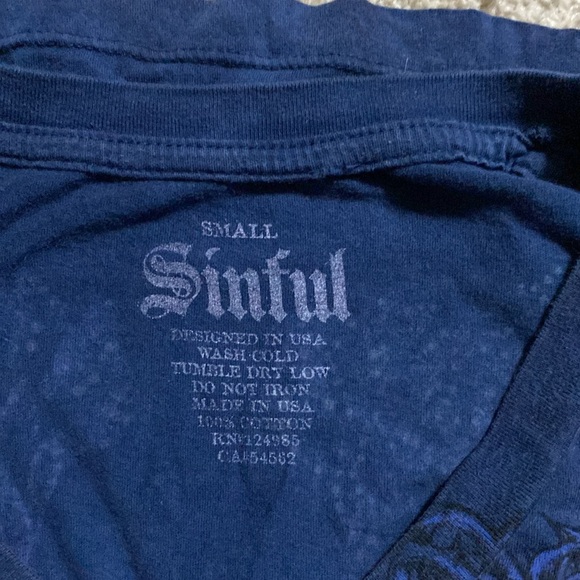 SMALL
Sinful
DESIGNED IN USA
WASH COLD
TUMBLE DRY LOW
DO NOT IRON
MADE IN USA
100% COTTON
RN#124985
CA#54562